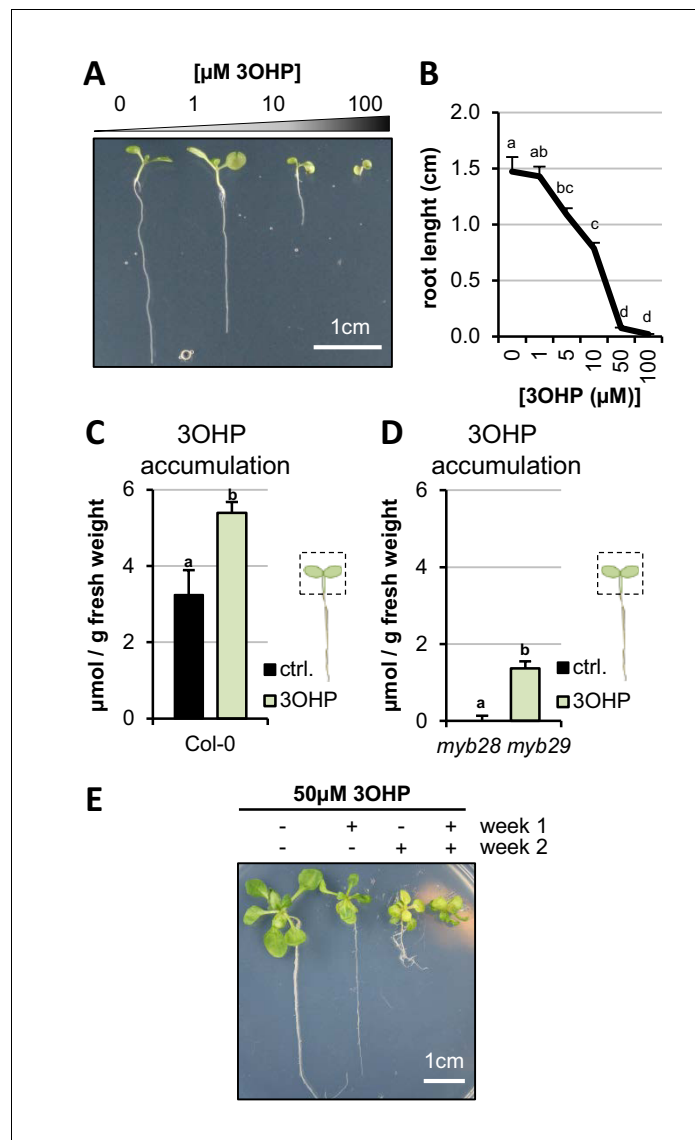 A
[µM 3OHP]
0 1 10 100
1cm
B
root lenght (cm)
2.0
1.5
1.0
0.5
0.0
a
ab
bc
c
d
d
0 1 5 10 50 100
[3OHP (µM)]
C
3OHP
accumulation
µmol / g fresh weight
6
4
2
0
a
b
ctrl.
3OHP
Col-0
D
3OHP
accumulation
µmol / g fresh weight
6
4
2
0
a
b
ctrl.
3OHP
myb28 myb29
E
50µM 3OHP
- + - + week 1
- - + + week 2
1cm